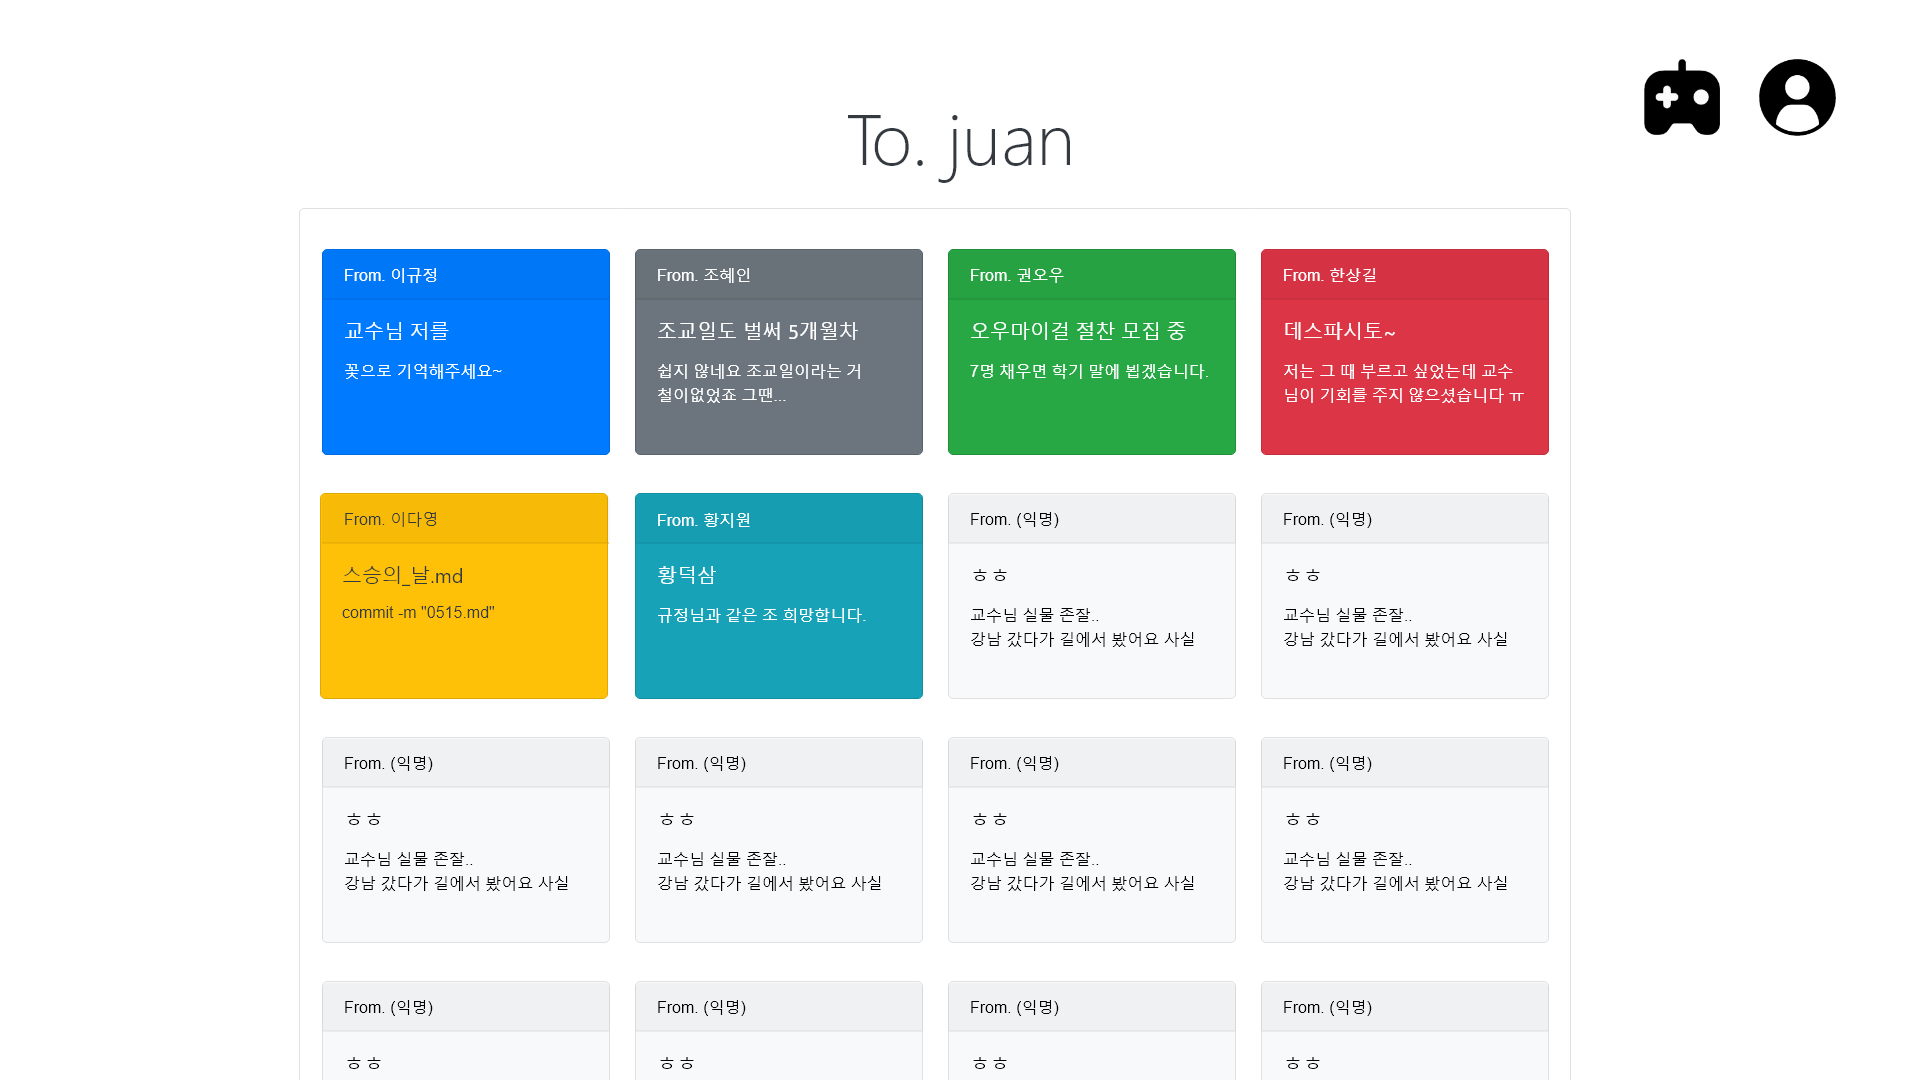 To. juan
From. 이규정
교수님 저를
꽃으로 기억해주세요~
From. 조혜인
조교일도 벌써 5개월차
쉽지 않네요 조교일이라는 거
철이없었죠 그땐...
From. 권오우
오우마이걸 절찬 모집 중
7명 채우면 학기 말에 뵙겠습니다.
From. 한상길
데스파시토~
저는 그 때 부르고 싶었는데 교수
님이 기회를 주지 않으셨습니다 ㅠ
From. 이다영
스승의_날.md
commit -m "0515.md"
From. 황지원
황덕삼
규정님과 같은 조 희망합니다.
From. (익명)
ㅎㅎ
교수님 실물 존잘..
강남 갔다가 길에서 봤어요 사실
From. (익명)
ㅎㅎ
교수님 실물 존잘..
강남 갔다가 길에서 봤어요 사실
From. (익명)
ㅎㅎ
교수님 실물 존잘..
강남 갔다가 길에서 봤어요 사실
From. (익명)
ㅎㅎ
교수님 실물 존잘..
강남 갔다가 길에서 봤어요 사실
From. (익명)
ㅎㅎ
교수님 실물 존잘..
강남 갔다가 길에서 봤어요 사실
From. (익명)
ㅎㅎ
교수님 실물 존잘..
강남 갔다가 길에서 봤어요 사실
From. (익명)
ㅎㅎ
From. (익명)
ㅎㅎ
From. (익명)
ㅎㅎ
From. (익명)
ㅎㅎ